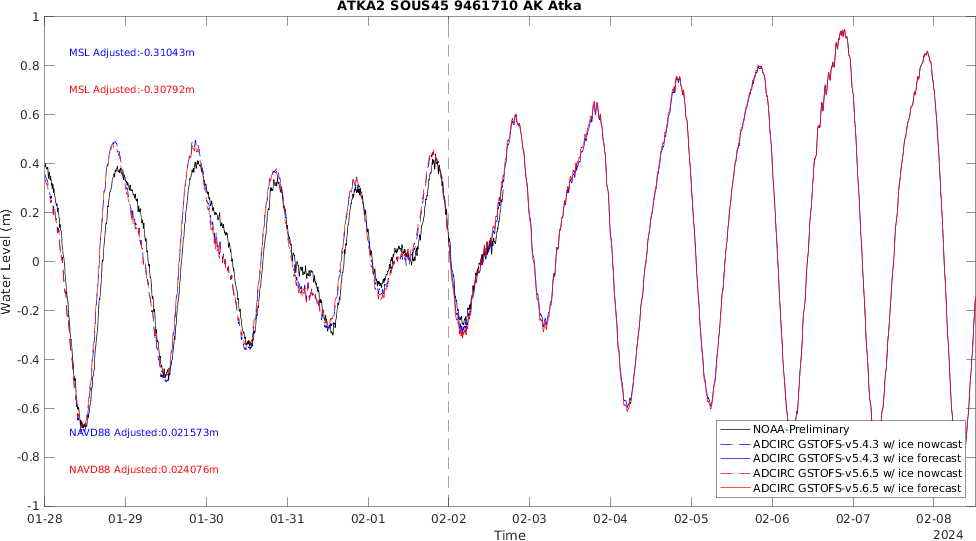 ATKA2 SOUS45 9461710 AK Atka
MSL Adjusted:-0.31043m
MSL Adjusted:-0.30792m
NAVD88 Adjusted:0.021573m
NAVD88 Adjusted:0.024076m
Water Level (m)
1
0.8
0.6
0.4
0.2
0
-0.2
-0.4
-0.6
-0.8
-1
NOAA-Preliminary
ADCIRC GSTOFS-v5.4.3 w/ ice nowcast
ADCIRC GSTOFS-v5.4.3 w/ ice forecast
ADCIRC GSTOFS-v5.6.5 w/ ice nowcast
ADCIRC GSTOFS-v5.6.5 w/ ice forecast
01-28 01-29 01-30 01-31 02-01 02-02 02-03 02-04 02-05 02-06 02-07 02-08
Time
2024